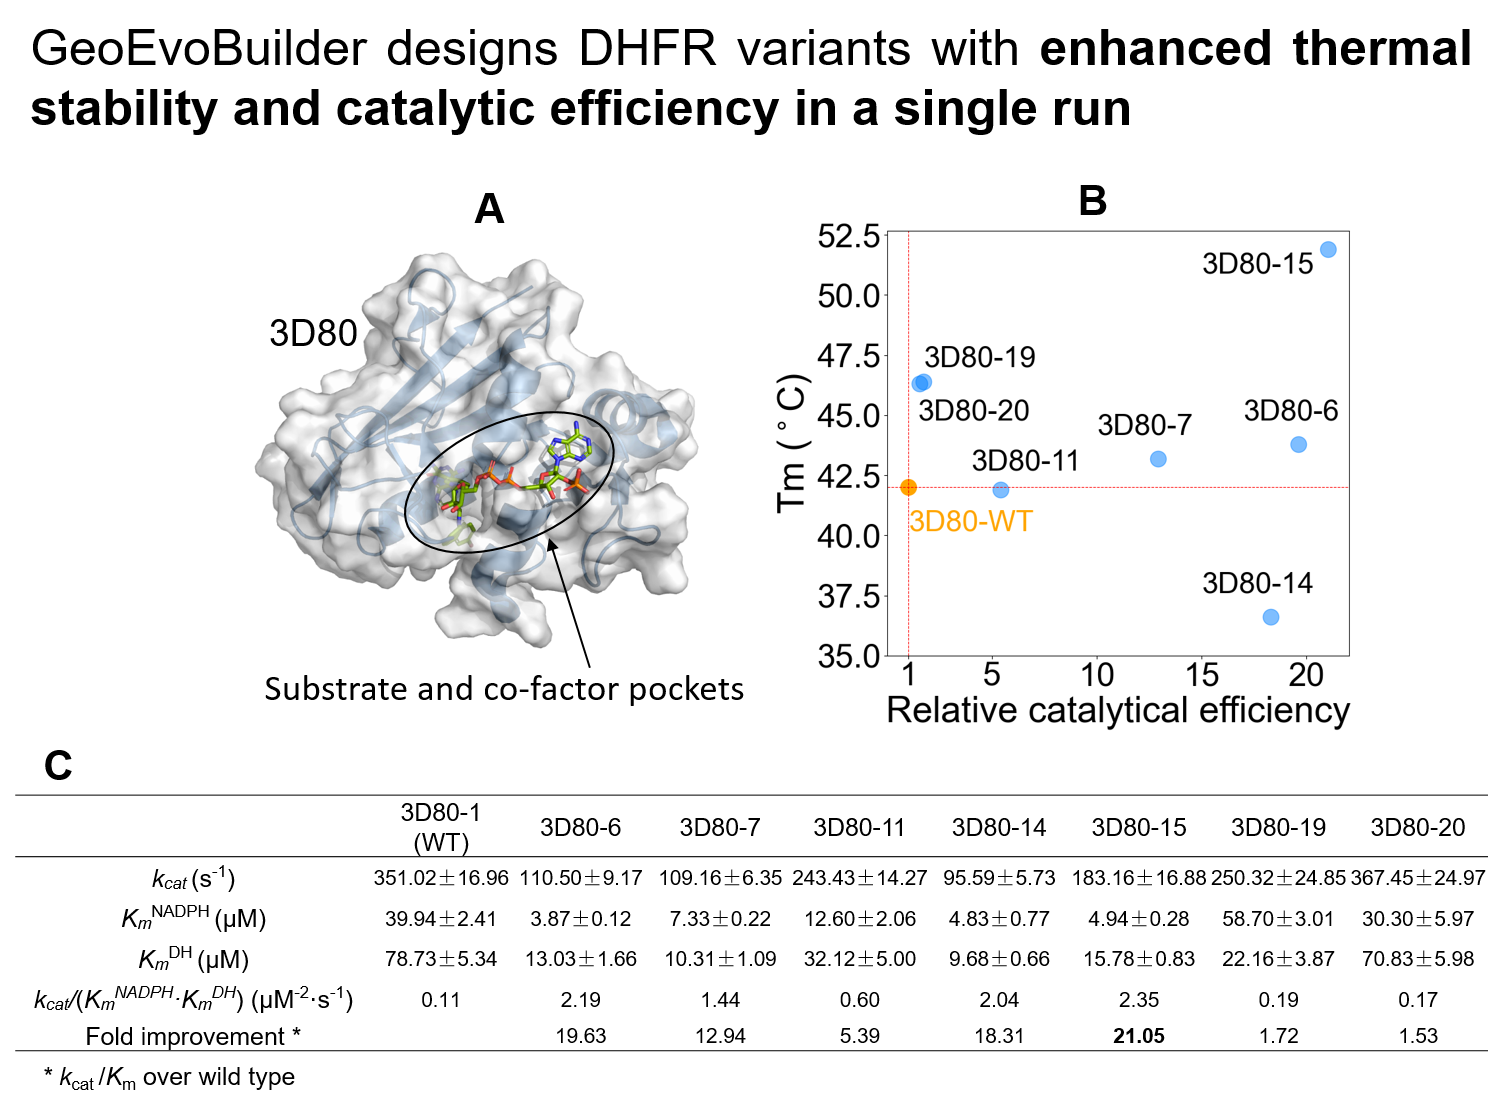 GeoEvoBuilder designs DHFR variants with enhanced thermal
stability and catalytic efficiency in a single run
A
3D80
Substrate and co-factor pockets
B
52.5
50.0
47.5
45.0
42.5
40.0
37.5
35.0
Tm (°C)
3D80-15
3D80-19
3D80-20
3D80-7
3D80-6
3D80-11
3D80-WT
3D80-14
1 5 10 15 20
Relative catalytical efficiency
C
3D80-1 (WT) 3D80-6 3D80-7 3D80-11 3D80-14 3D80-15 3D80-19 3D80-20
kcat (s-1) 351.02±16.96 110.50±9.17 109.16±6.35 243.43±14.27 95.59±5.73 183.16±16.88 250.32±24.85 367.45±24.97
KmNADPH (μM) 39.94±2.41 3.87±0.12 7.33±0.22 12.60±2.06 4.83±0.77 4.94±0.28 58.70±3.01 30.30±5.97
KmDH (μM) 78.73±5.34 13.03±1.66 10.31±1.09 32.12±5.00 9.68±0.66 15.78±0.83 22.16±3.87 70.83±5.98
kcat/(KmNADPH·KmDH) (μM-2·s-1) 0.11 2.19 1.44 0.60 2.04 2.35 0.19 0.17
Fold improvement * 19.63 12.94 5.39 18.31 21.05 1.72 1.53
* kcat /Km over wild type